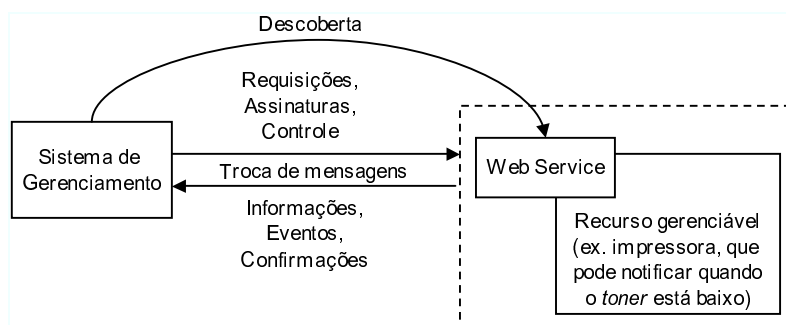 Descoberta
Requisições,
Assinaturas,
Controle
Sistema de
Gerenciamento
Troca de mensagens
Informações,
Eventos,
Confirmações
Web Service
Recurso gerenciável
(ex. impressora, que
pode notificar quando
o toner está baixo)